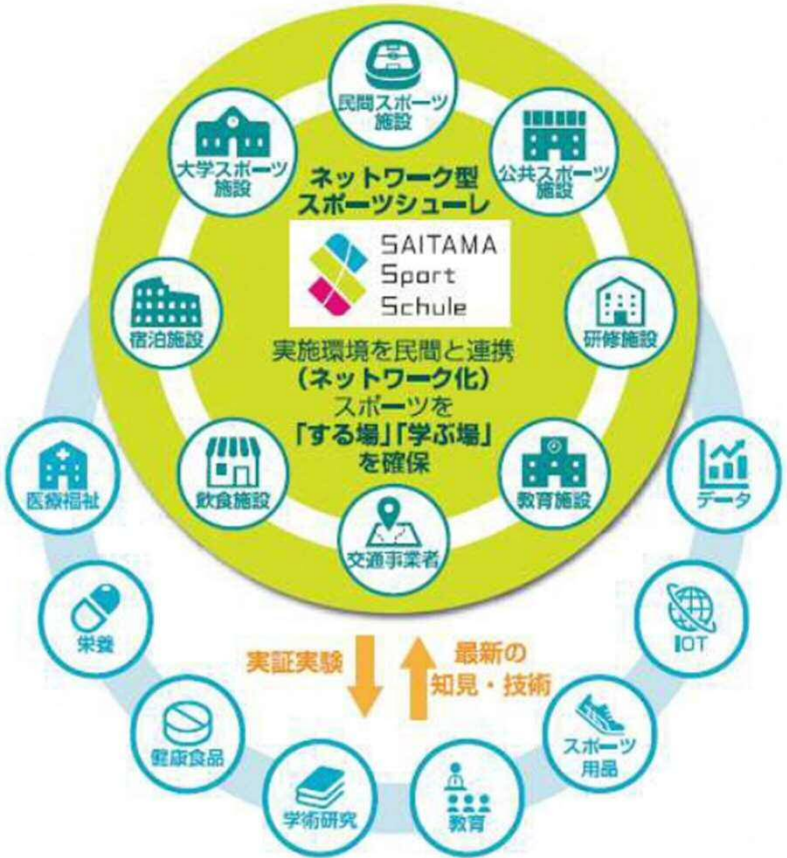 民間スポーツ
施設
大学スポーツ
施設
公共スポーツ
施設
ネットワーク型
スポーツシューレ
SAITAMA
Sport
Schule
宿泊施設
研修施設
実施環境を民間と連携
(ネットワーク化)
スポーツを
「する場」「学ぶ場」
を確保
飲食施設
教育施設
交通事業者
医療福祉
データ
栄養
IOT
実証実験
最新の
知見・技術
健康食品
スポーツ
用品
学術研究
教育